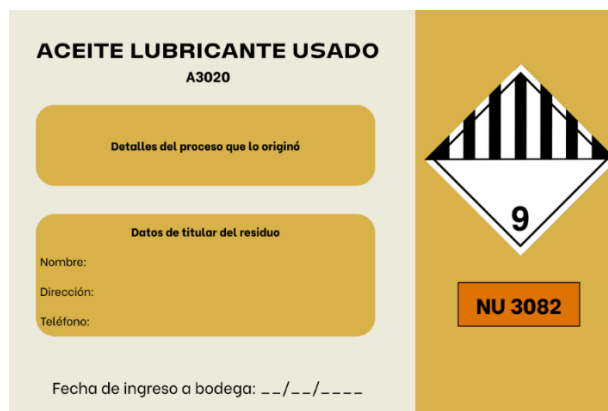 ACEITE LUBRICANTE USADO
A3020
Detalles del proceso que lo originó
Datos de titular del residuo
Nombre:
Dirección:
Teléfono:
Fecha de ingreso a bodega: __/__/____
9
NU 3082